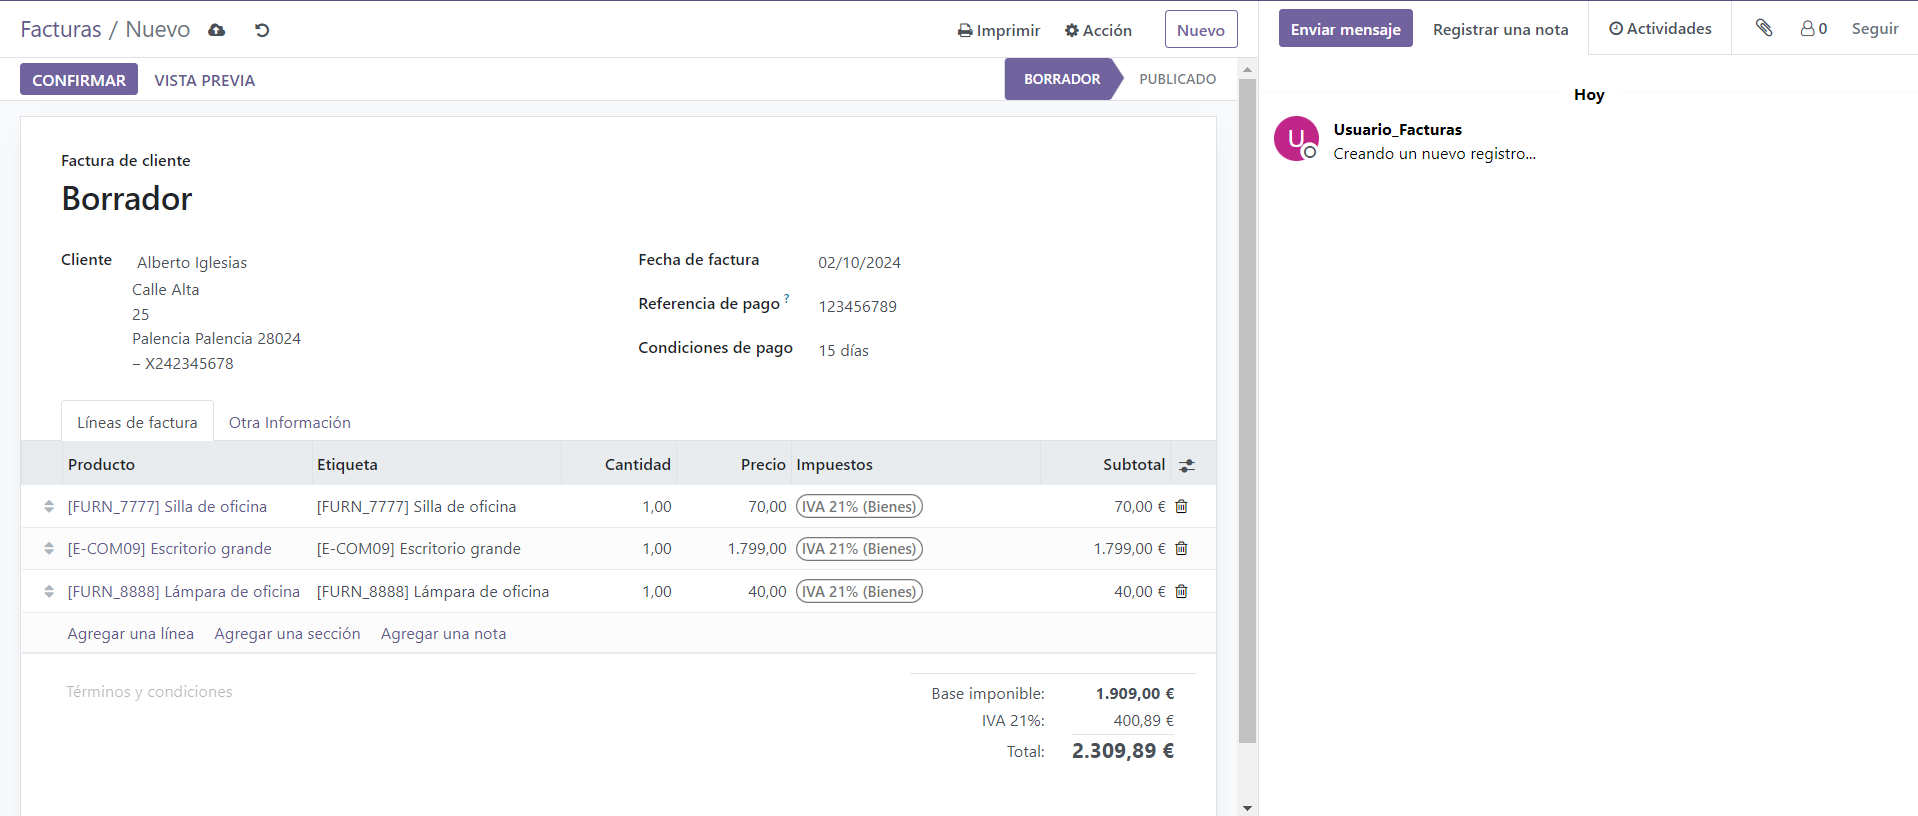 Facturas / Nuevo
Imprimir
Acción
Nuevo
CONFIRMAR
VISTA PREVIA
BORRADOR
PUBLICADO
Factura de cliente
Borrador
Cliente
Alberto Iglesias
Calle Alta
25
Palencia Palencia 28024
– X242345678
Fecha de factura 02/10/2024
Referencia de pago ? 123456789
Condiciones de pago 15 días
Líneas de factura Otra Información
Producto Etiqueta Cantidad Precio Impuestos Subtotal
[FURN_7777] Silla de oficina [FURN_7777] Silla de oficina 1,00 70,00 IVA 21% (Bienes) 70,00 €
[E-COM09] Escritorio grande [E-COM09] Escritorio grande 1,00 1.799,00 IVA 21% (Bienes) 1.799,00 €
[FURN_8888] Lámpara de oficina [FURN_8888] Lámpara de oficina 1,00 40,00 IVA 21% (Bienes) 40,00 €
Agregar una línea Agregar una sección Agregar una nota
Términos y condiciones
Base imponible: 1.909,00 €
IVA 21%: 400,89 €
Total: 2.309,89 €
Enviar mensaje Registrar una nota Actividades 0 Seguir
Hoy
U
Usuario_Facturas
Creando un nuevo registro...